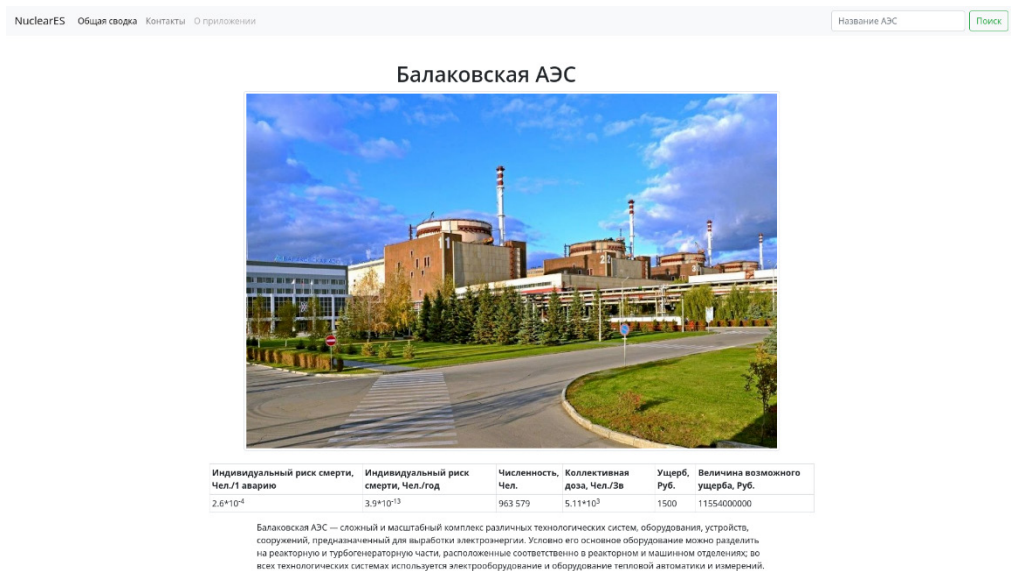 NuclearES Общая сводка Контакты О приложении Название АЭС Поиск
Балаковская АЭС
1
2
Индивидуальный риск смерти, Чел./1 аварию
Индивидуальный риск смерти, Чел./год
Численность, Чел.
Коллективная доза, Чел./Зв
Ущерб, Руб.
Величина возможного ущерба, Руб.
2.6*10⁻⁴ 3.9*10⁻¹³ 963 579 5.11*10³ 1500 11554000000
Балаковская АЭС — сложный и масштабный комплекс различных технологических систем, оборудования, устройств,
сооружений, предназначенный для выработки электроэнергии. Условно его основное оборудование можно разделить
на реакторную и турбогенераторную части, расположенные соответственно в реакторном и машинном отделениях; во
всех технологических системах используется электрооборудование и оборудование тепловой автоматики и измерений.